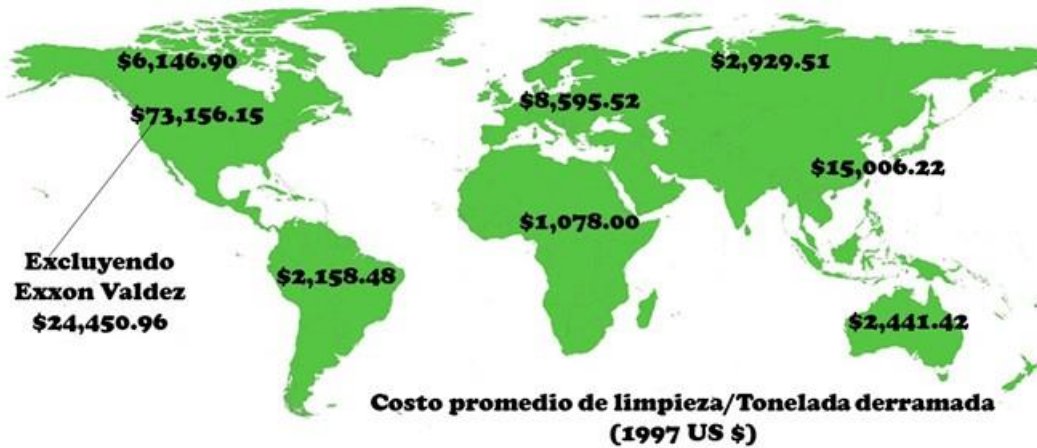 $6,146.90
$2,929.51
$73,156.15
$8,595.52
$15,006.22
$1,078.00
Excluyendo
Exxon Valdez
$24,450.96
$2,158.48
$2,441.42
Costo promedio de limpieza/Tonelada derramada
(1997 US $)